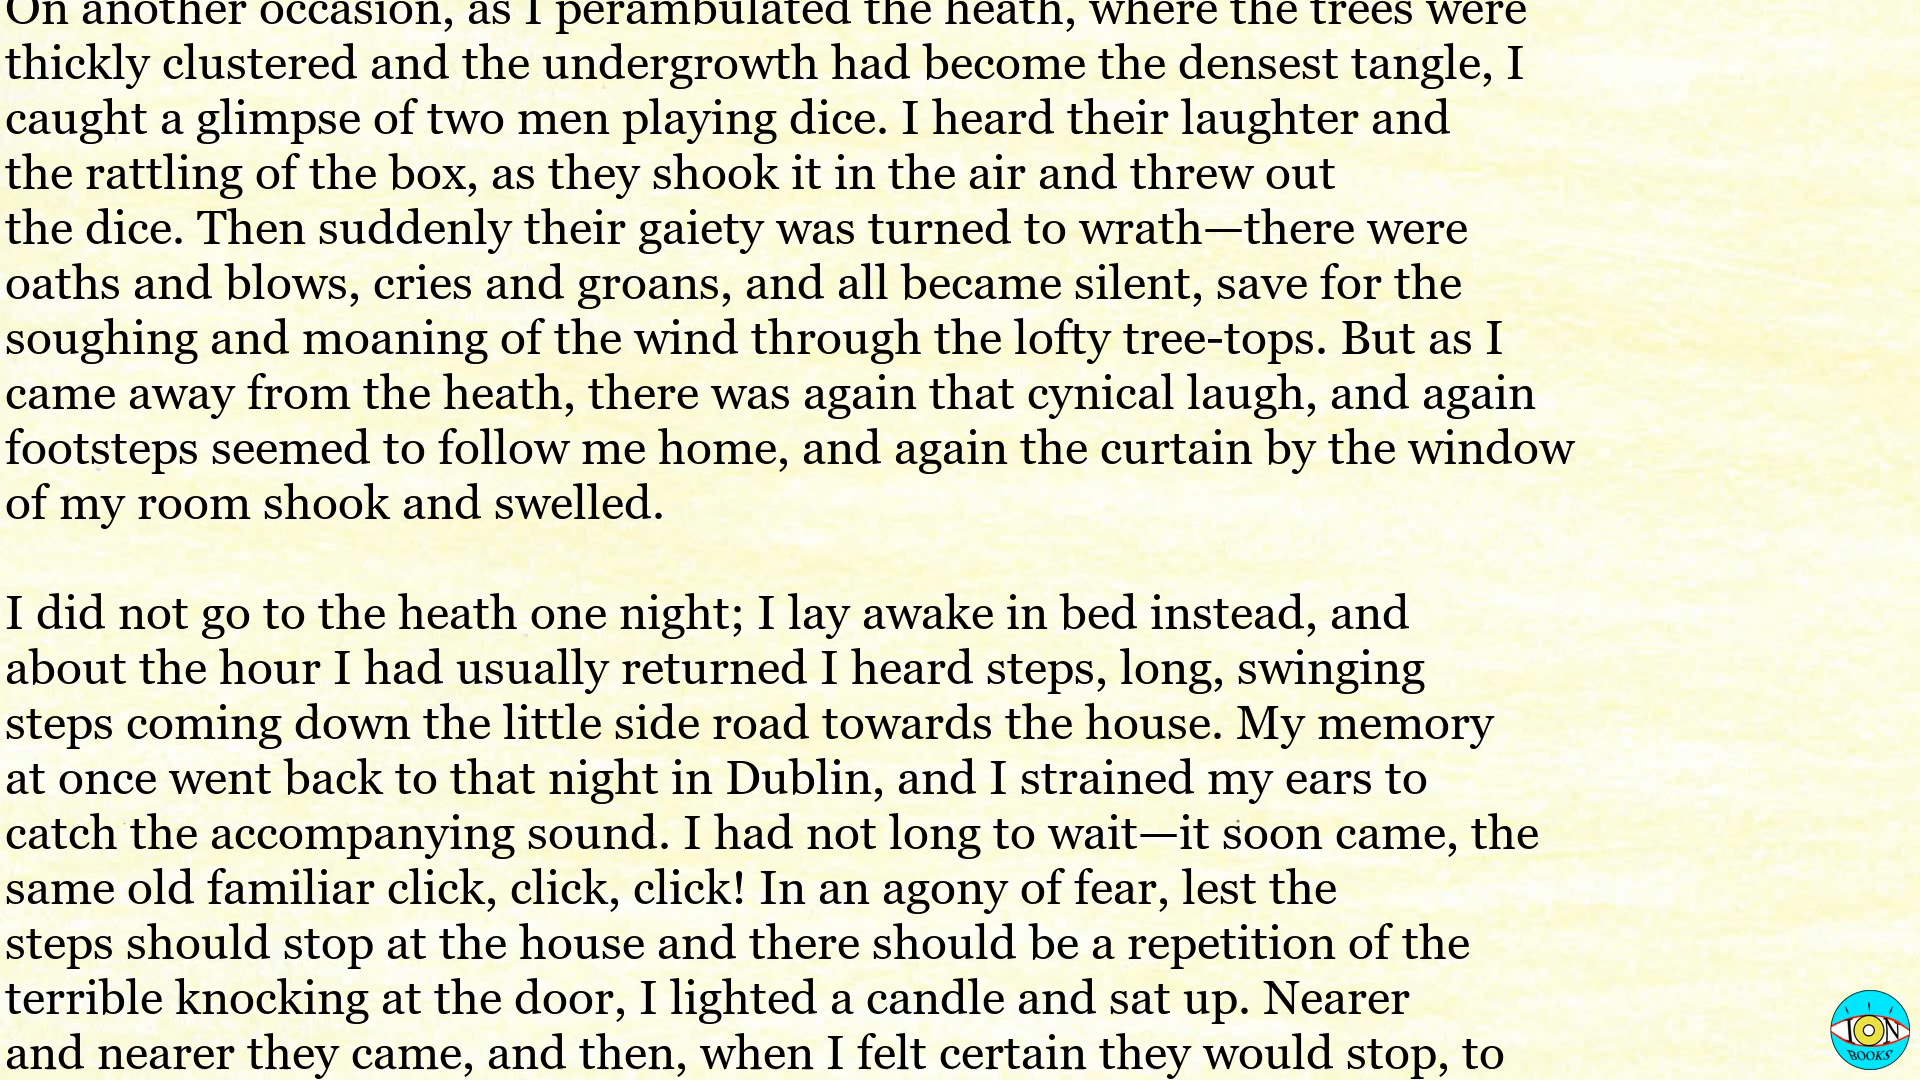 On another occasion, as I perambulated the heath, where the trees were
thickly clustered and the undergrowth had become the densest tangle, I
caught a glimpse of two men playing dice. I heard their laughter and
the rattling of the box, as they shook it in the air and threw out
the dice. Then suddenly their gaiety was turned to wrath—there were
oaths and blows, cries and groans, and all became silent, save for the
soughing and moaning of the wind through the lofty tree-tops. But as I
came away from the heath, there was again that cynical laugh, and again
footsteps seemed to follow me home, and again the curtain by the window
of my room shook and swelled.
I did not go to the heath one night; I lay awake in bed instead, and
about the hour I had usually returned I heard steps, long, swinging
steps coming down the little side road towards the house. My memory
at once went back to that night in Dublin, and I strained my ears to
catch the accompanying sound. I had not long to wait—it soon came, the
same old familiar click, click, click! In an agony of fear, lest the
steps should stop at the house and there should be a repetition of the
terrible knocking at the door, I lighted a candle and sat up. Nearer
and nearer they came, and then, when I felt certain they would stop, to
ION
BOOKS